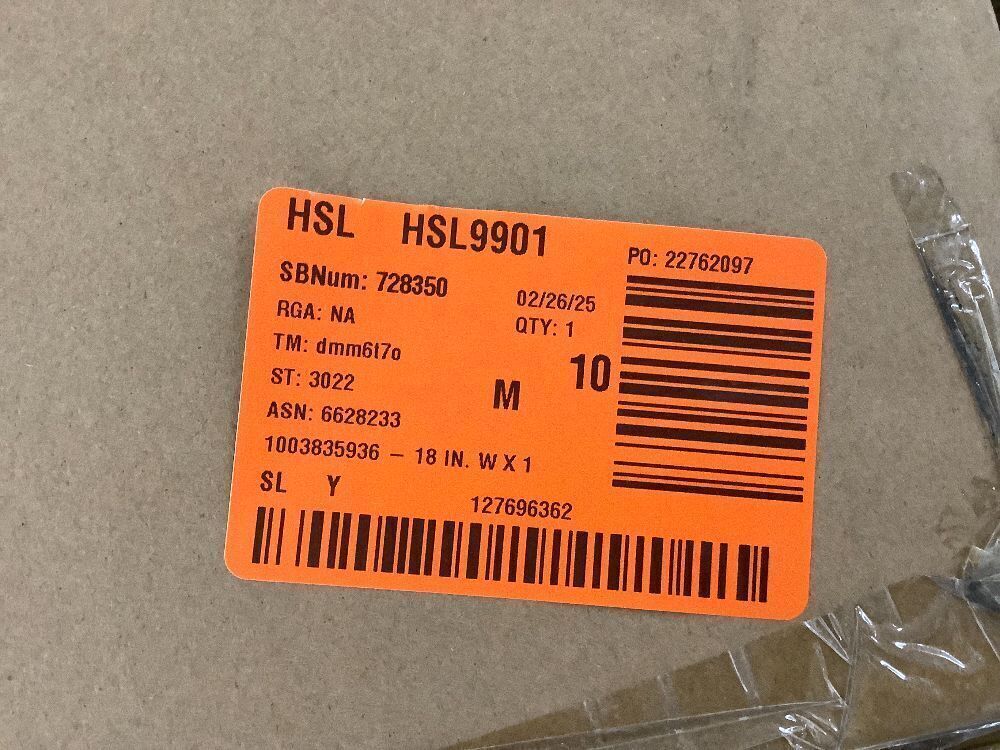 HSL HSL9901
PO: 22762097
SBNum: 728350
02/26/25
RGA: NA
QTY: 1
TM: dmm6t7o
10
ST: 3022
M
ASN: 6628233
1003835936 – 18 IN. W X 1
SL Y
127696362